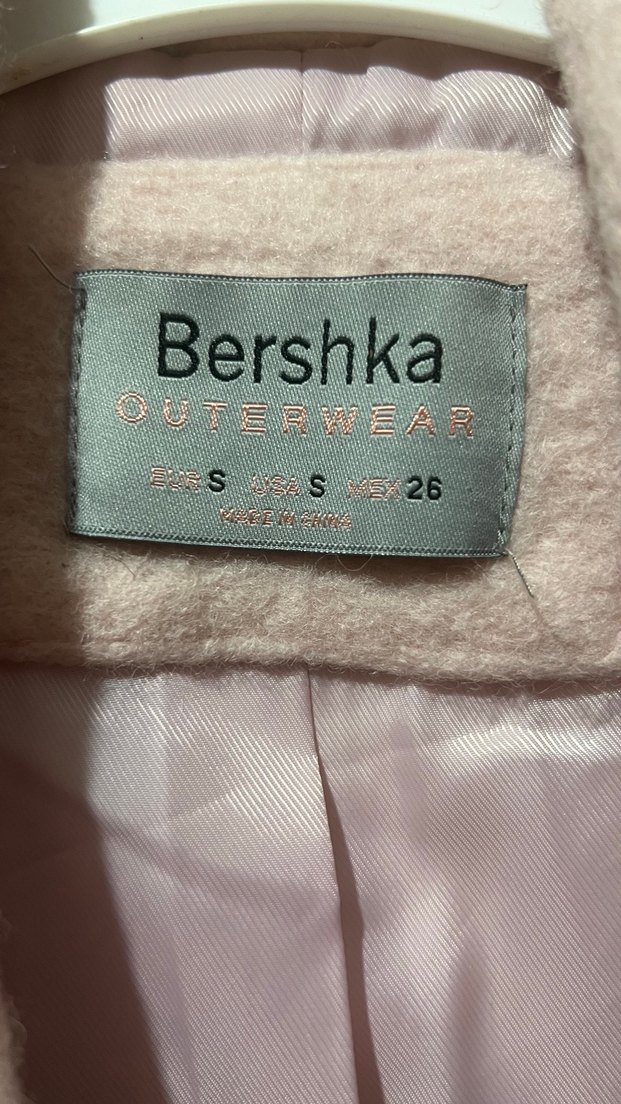 Bershka
OUTERWEAR
EUR S USA S MEX 26
MADE IN CHINA